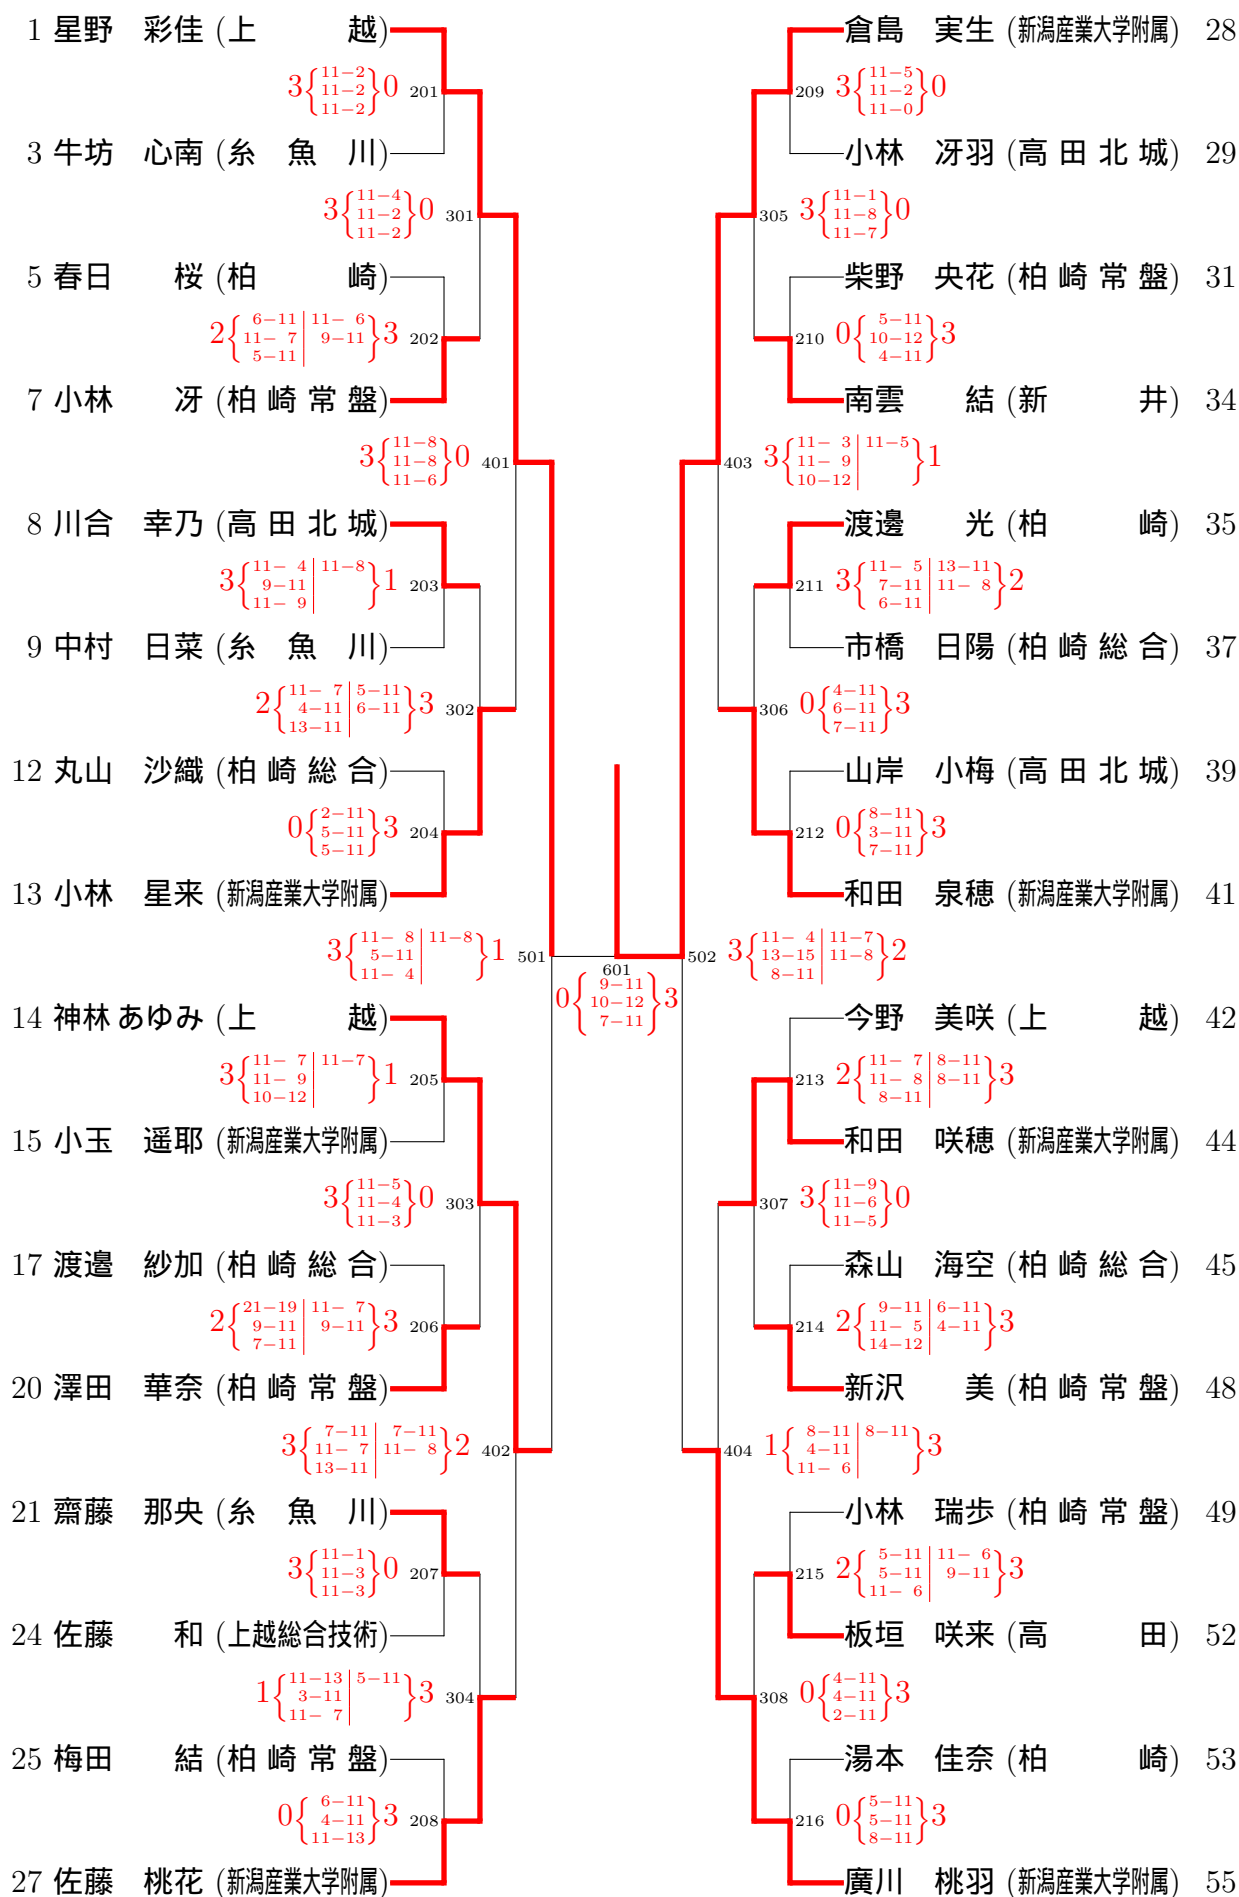 1 星野　彩佳 (上　　越)
3{11−2 11−2 11−2}0 201
3 牛坊　心南 (糸 魚 川)
3{11−4 11−2 11−2}0 301
5 春日　　桜 (柏　　崎)
2{6−11 11−7 5−11 | 11−6 9−11}3 202
7 小林　　冴 (柏 崎 常 盤)
3{11−8 11−8 11−6}0 401
8 川合　幸乃 (高 田 北 城)
3{11−4 9−11 11−9 | 11−8}1 203
9 中村　日菜 (糸 魚 川)
2{11−7 4−11 13−11 | 5−11 6−11}3 302
12 丸山　沙織 (柏 崎 総 合)
0{2−11 5−11 5−11}3 204
13 小林　星来 (新潟産業大学附属)
3{11−8 5−11 11−4 | 11−8}1 501
14 神林 あゆみ (上　　越)
3{11−7 11−9 10−12 | 11−7}1 205
15 小玉　遥耶 (新潟産業大学附属)
3{11−5 11−4 11−3}0 303
17 渡邉　紗加 (柏 崎 総 合)
2{21−19 9−11 7−11 | 11−7 9−11}3 206
20 澤田　華奈 (柏 崎 常 盤)
3{7−11 11−7 13−11 | 7−11 11−8}2 402
21 齋藤　那央 (糸 魚 川)
3{11−1 11−3 11−3}0 207
24 佐藤　　和 (上越総合技術)
1{11−13 3−11 11−7 | 5−11}3 304
25 梅田　　結 (柏 崎 常 盤)
0{6−11 4−11 11−13}3 208
27 佐藤　桃花 (新潟産業大学附属)
601
0{9−11 10−12 7−11}3
倉島　実生 (新潟産業大学附属) 28
209 3{11−5 11−2 11−0}0
小林　冴羽 (高 田 北 城) 29
305 3{11−1 11−8 11−7}0
柴野　央花 (柏 崎 常 盤) 31
210 0{5−11 10−12 4−11}3
南雲　　結 (新　　井) 34
403 3{11−3 11−9 10−12 | 11−5}1
渡邊　　光 (柏　　崎) 35
211 3{11−5 7−11 6−11 | 13−11 11−8}2
市橋　日陽 (柏 崎 総 合) 37
306 0{4−11 6−11 7−11}3
山岸　小梅 (高 田 北 城) 39
212 0{8−11 3−11 7−11}3
和田　泉穂 (新潟産業大学附属) 41
502 3{11−4 13−15 8−11 | 11−7 11−8}2
今野　美咲 (上　　越) 42
213 2{11−7 11−8 8−11 | 8−11 8−11}3
和田　咲穂 (新潟産業大学附属) 44
307 3{11−9 11−6 11−5}0
森山　海空 (柏 崎 総 合) 45
214 2{9−11 11−5 14−12 | 6−11 4−11}3
新沢　　美 (柏 崎 常 盤) 48
404 1{8−11 4−11 11−6 | 8−11}3
小林　瑞歩 (柏 崎 常 盤) 49
215 2{5−11 5−11 11−6 | 11−6 9−11}3
板垣　咲来 (高　　田) 52
308 0{4−11 4−11 2−11}3
湯本　佳奈 (柏　　崎) 53
216 0{5−11 5−11 8−11}3
廣川　桃羽 (新潟産業大学附属) 55